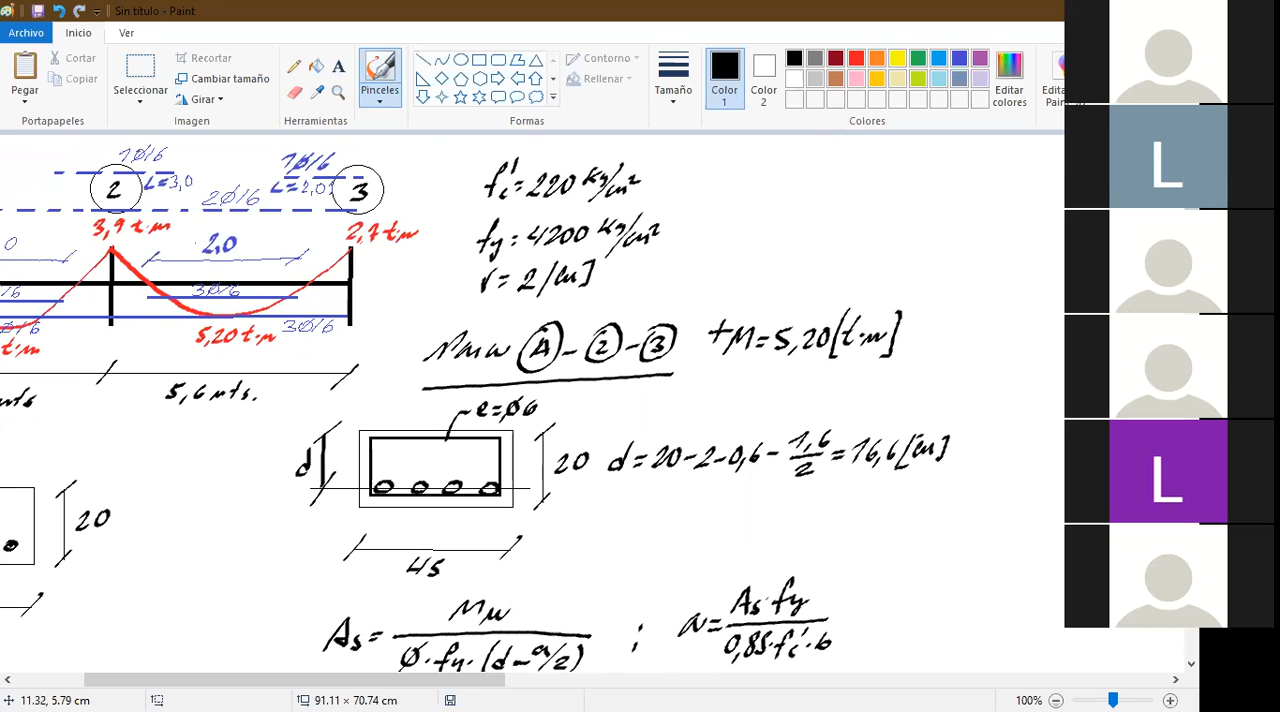 Sin título - Paint
Archivo Inicio Ver
Pegar
Cortar
Copiar
Portapapeles
Seleccionar
Recortar
Cambiar tamaño
Girar
Imagen
A
Herramientas
Pinceles
Contorno
Rellenar
Formas
Tamaño
Color 1
Color 2
Editar colores
Colores
1Ø16 1Ø16
L=3,0 L=2,0
2 2Ø16 3
3,9 t·m 2,7 t·m
0 2,0
3Ø16
5,20 t·m 3Ø16
t·m
mts 5,6 mts.
f'c = 220 kg/cm²
fy = 4200 kg/cm²
r = 2 [cm]
A - 2 - 3 +M = 5,20 [t·m]
e = Ø6
d 20 d = 20 - 2 - 0,6 - 1,6/2 = 16,6 [cm]
20
45
As = Mu / Ø·fy·(d - a/2) ; a = As·fy / 0,85·f'c·b
L
L
11.32, 5.79 cm
91.11 × 70.74 cm
100%